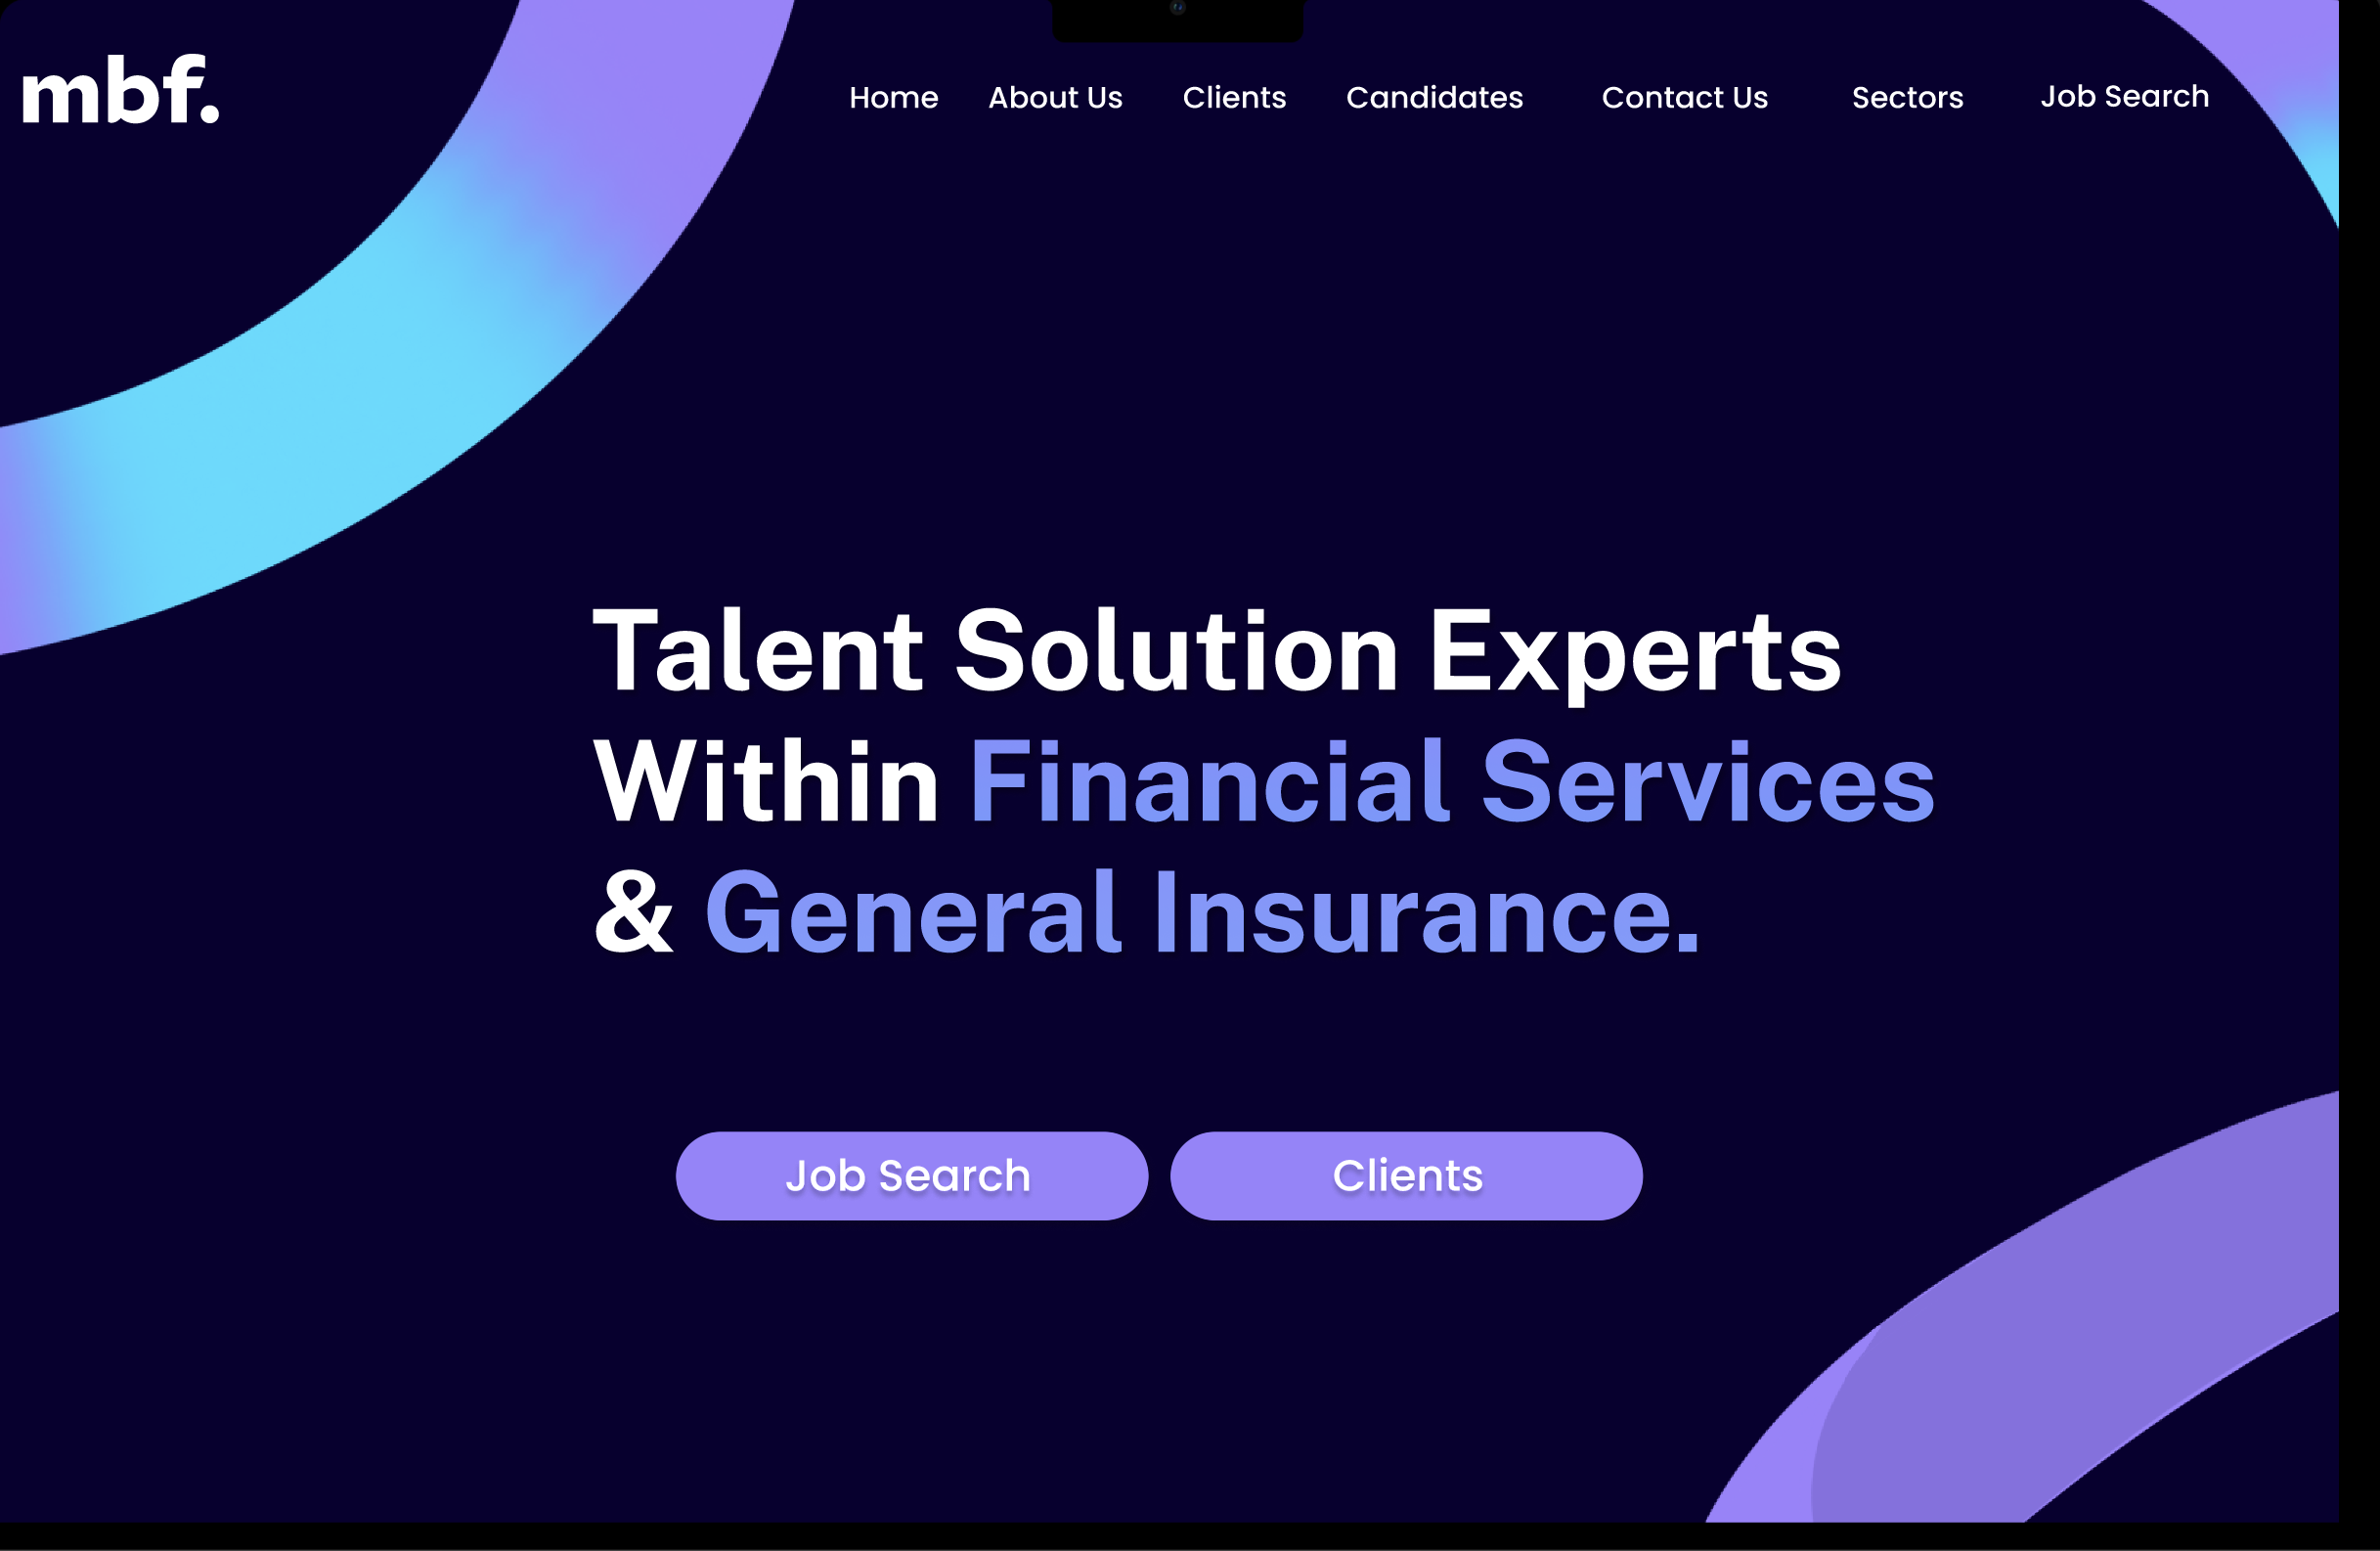 mbf.
Home About Us Clients Candidates Contact Us Sectors Job Search
Talent Solution Experts
Within Financial Services
& General Insurance.
Job Search Clients